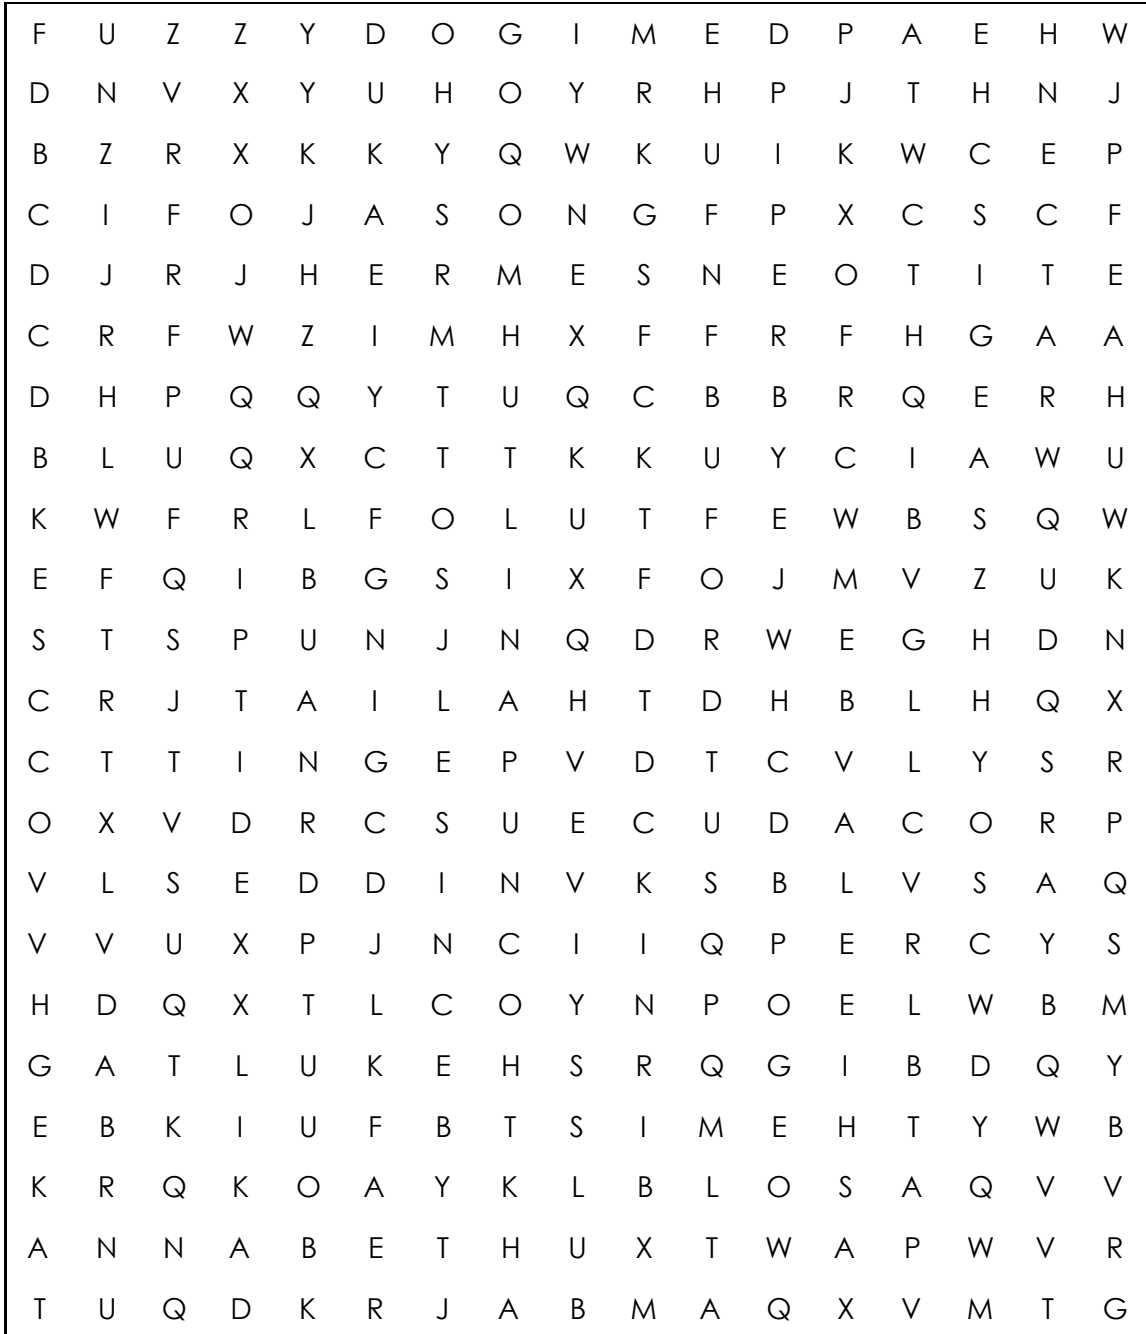 F U Z Z Y D O G I M E D P A E H W
D N V X Y U H O Y R H P J T H N J
B Z R X K K Y Q W K U I K W C E P
C I F O J A S O N G F P X C S C F
D J R J H E R M E S N E O T I T E
C R F W Z I M H X F F R F H G A A
D H P Q Q Y T U Q C B B R Q E R H
B L U Q X C T T K K U Y C I A W U
K W F R L F O L U T F E W B S Q W
E F Q I B G S I X F O J M V Z U K
S T S P U N J N Q D R W E G H D N
C R J T A I L A H T D H B L H Q X
C T T I N G E P V D T C V L Y S R
O X V D R C S U E C U D A C O R P
V L S E D D I N V K S B L V S A Q
V V U X P J N C I I Q P E R C Y S
H D Q X T L C O Y N P O E L W B M
G A T L U K E H S R Q G I B D Q Y
E B K I U F B T S I M E H T Y W B
K R Q K O A Y K L B L O S A Q V V
A N N A B E T H U X T W A P W V R
T U Q D K R J A B M A Q X V M T G